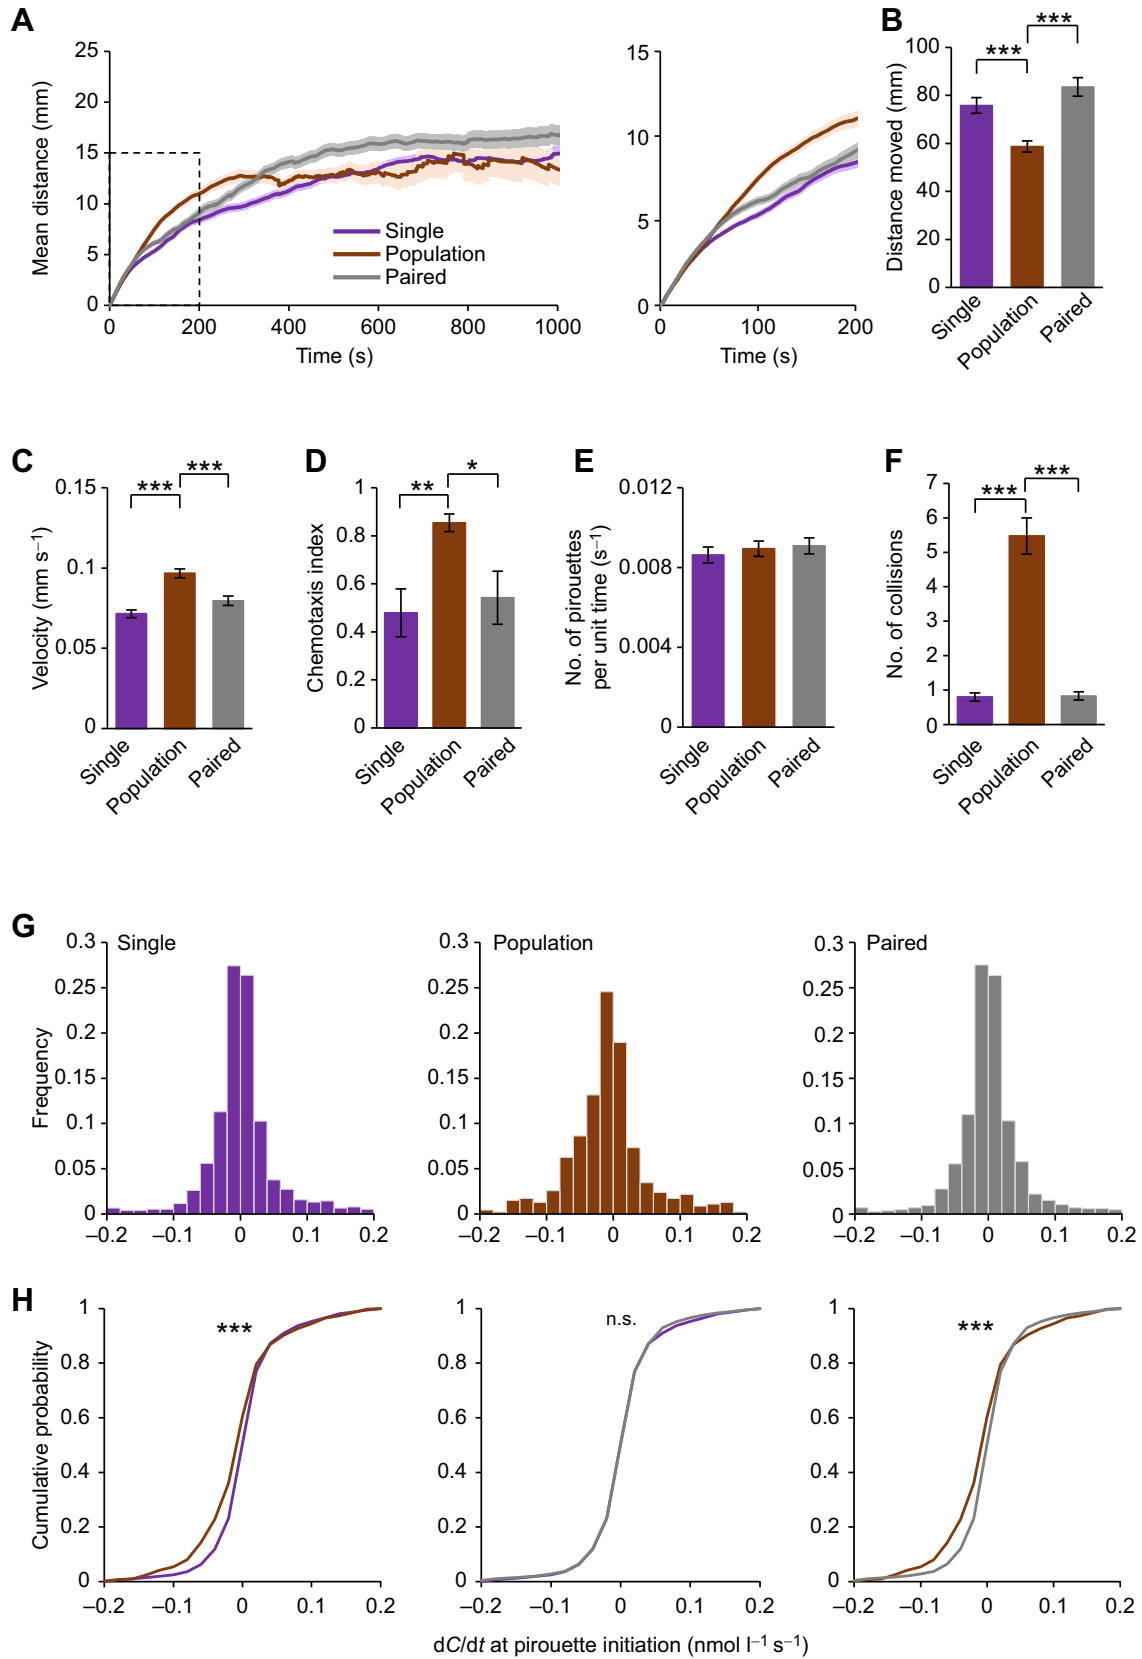 A
25
20
15
10
5
0
Mean distance (mm)
0 200 400 600 800 1000
Time (s)
Single
Population
Paired
15
10
5
0
0 100 200
Time (s)
B
*** ***
100
80
60
40
20
0
Distance moved (mm)
Single Population Paired
C
*** ***
0.15
0.1
0.05
0
Velocity (mm s−1)
Single Population Paired
D
** *
1
0.8
0.6
0.4
0.2
0
Chemotaxis index
Single Population Paired
E
0.012
0.008
0.004
0
No. of pirouettes
per unit time (s−1)
Single Population Paired
F
*** ***
7
6
5
4
3
2
1
0
No. of collisions
Single Population Paired
G
Single
0.3
0.25
0.2
0.15
0.1
0.05
0
Frequency
–0.2 –0.1 0 0.1 0.2
Population
0.3
0.25
0.2
0.15
0.1
0.05
0
–0.2 –0.1 0 0.1 0.2
Paired
0.3
0.25
0.2
0.15
0.1
0.05
0
–0.2 –0.1 0 0.1 0.2
H
1
0.8
0.6
0.4
0.2
0
Cumulative probability
***
–0.2 –0.1 0 0.1 0.2
1
0.8
0.6
0.4
0.2
0
n.s.
–0.2 –0.1 0 0.1 0.2
1
0.8
0.6
0.4
0.2
0
***
–0.2 –0.1 0 0.1 0.2
dC/dt at pirouette initiation (nmol l−1 s−1)